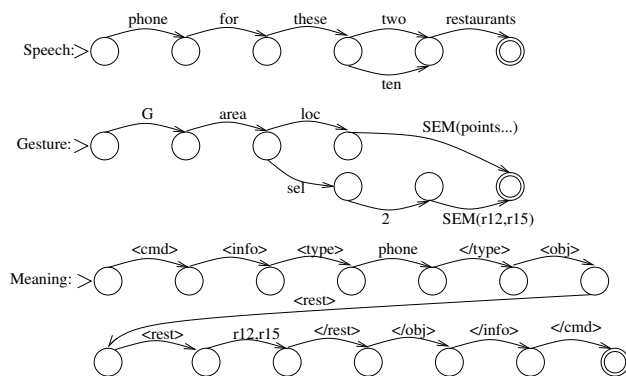 phone for these two restaurants
Speech:
ten
G area loc SEM(points...)
Gesture:
sel
2 SEM(r12,r15)
<cmd> <info> <type> phone </type> <obj>
Meaning:
<rest>
<rest> r12,r15 </rest> </obj> </info> </cmd>